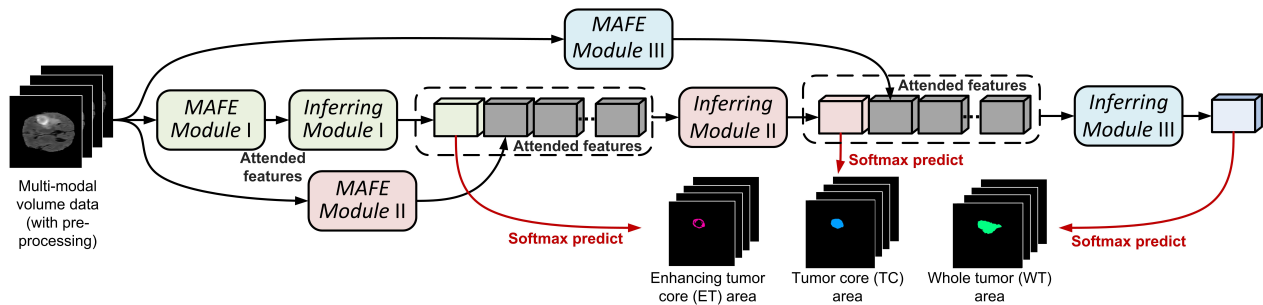 MAFE
Module III
MAFE
Module I
Inferring
Module I
Attended
features
MAFE
Module II
Attended features
Inferring
Module II
Attended features
Inferring
Module III
Multi-modal
volume data
(with pre-
processing)
Softmax predict
Softmax predict
Softmax predict
Enhancing tumor
core (ET) area
Tumor core (TC)
area
Whole tumor (WT)
area